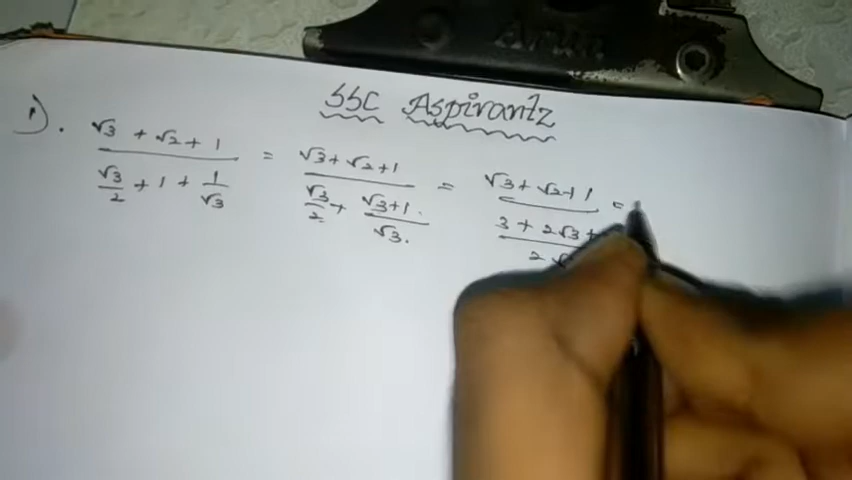 SSC Aspirantz
1). (√3 + √2 + 1)/(√3/2 + 1 + 1/√3) = (√3 + √2 + 1)/(√3/2 + (√3 + 1)/√3.) = (√3 + √2 + 1)/((3 + 2√3 +)/(2√)) =